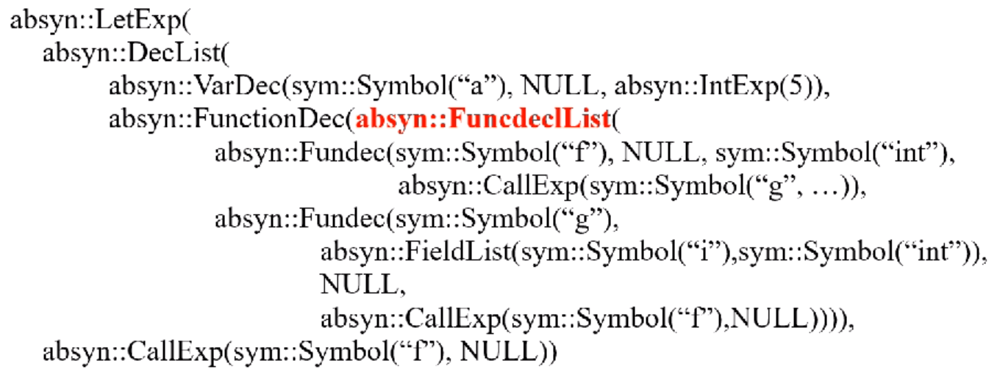 absyn::LetExp(
absyn::DecList(
absyn::VarDec(sym::Symbol(“a”), NULL, absyn::IntExp(5)),
absyn::FunctionDec(absyn::FuncdeclList(
absyn::Fundec(sym::Symbol(“f”), NULL, sym::Symbol(“int”),
absyn::CallExp(sym::Symbol(“g”, …)),
absyn::Fundec(sym::Symbol(“g”),
absyn::FieldList(sym::Symbol(“i”),sym::Symbol(“int”)),
NULL,
absyn::CallExp(sym::Symbol(“f”),NULL)))),
absyn::CallExp(sym::Symbol(“f”), NULL))